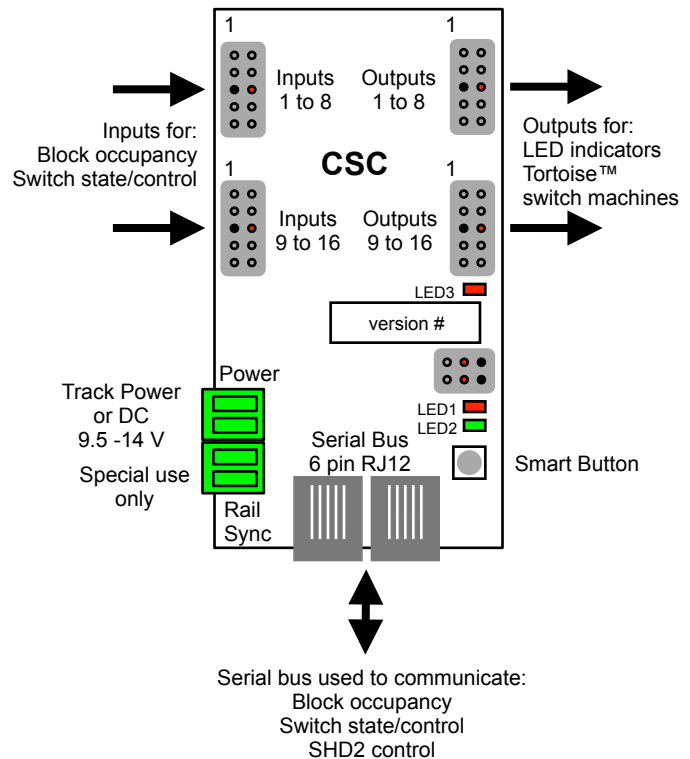 1
1
Inputs
1 to 8
Outputs
1 to 8
Inputs for:
Block occupancy
Switch state/control
Outputs for:
LED indicators
Tortoise™
switch machines
CSC
1
1
Inputs
9 to 16
Outputs
9 to 16
LED3
version #
Power
Track Power
or DC
9.5 -14 V
LED1
LED2
Serial Bus
6 pin RJ12
Smart Button
Special use
only
Rail
Sync
Serial bus used to communicate:
Block occupancy
Switch state/control
SHD2 control